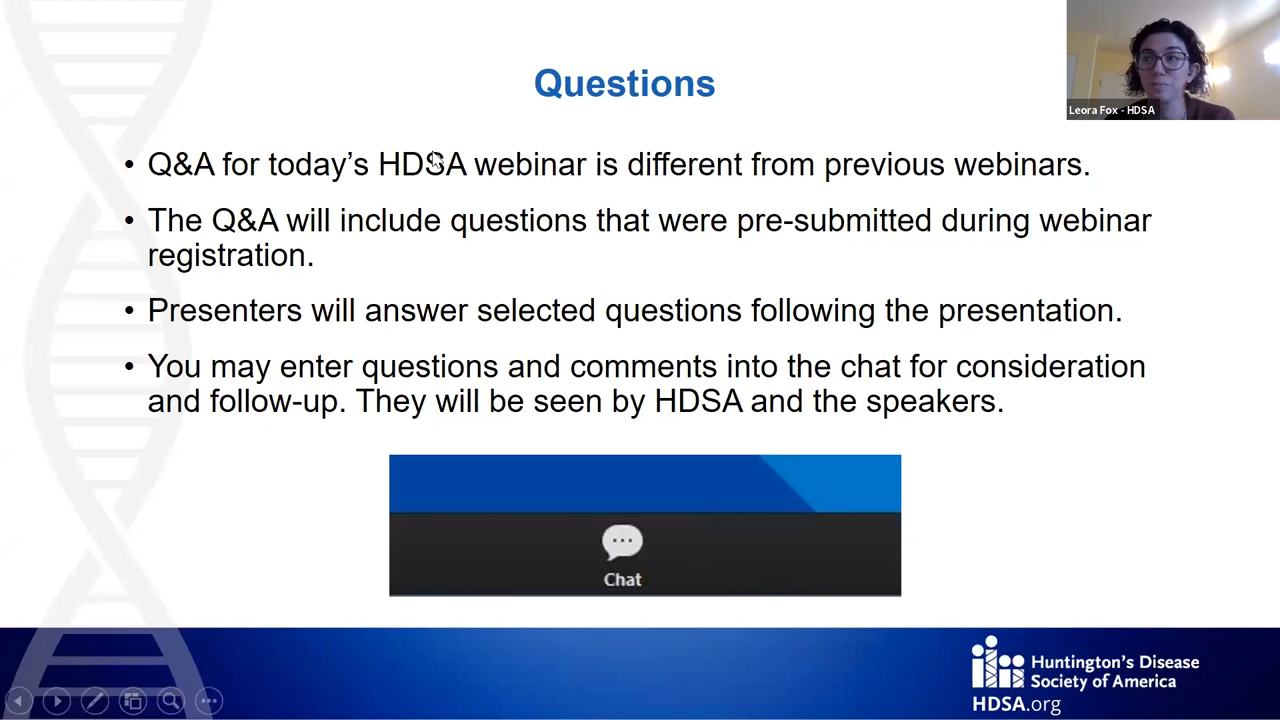 Questions
Leora Fox - HDSA
• Q&A for today’s HDSA webinar is different from previous webinars.
• The Q&A will include questions that were pre-submitted during webinar
registration.
• Presenters will answer selected questions following the presentation.
• You may enter questions and comments into the chat for consideration
and follow-up. They will be seen by HDSA and the speakers.
Chat
Huntington’s Disease
Society of America
HDSA.org